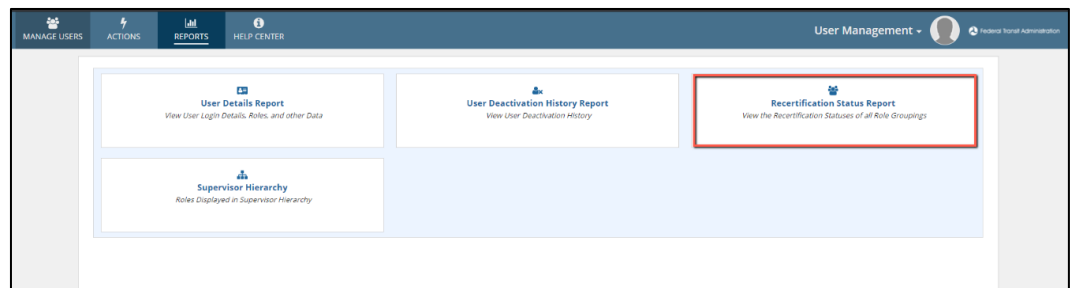 MANAGE USERS ACTIONS REPORTS HELP CENTER User Management Federal Transit Administration
User Details Report
View User Login Details, Roles, and other Data
User Deactivation History Report
View User Deactivation History
Recertification Status Report
View the Recertification Statuses of all Role Groupings
Supervisor Hierarchy
Roles Displayed in Supervisor Hierarchy